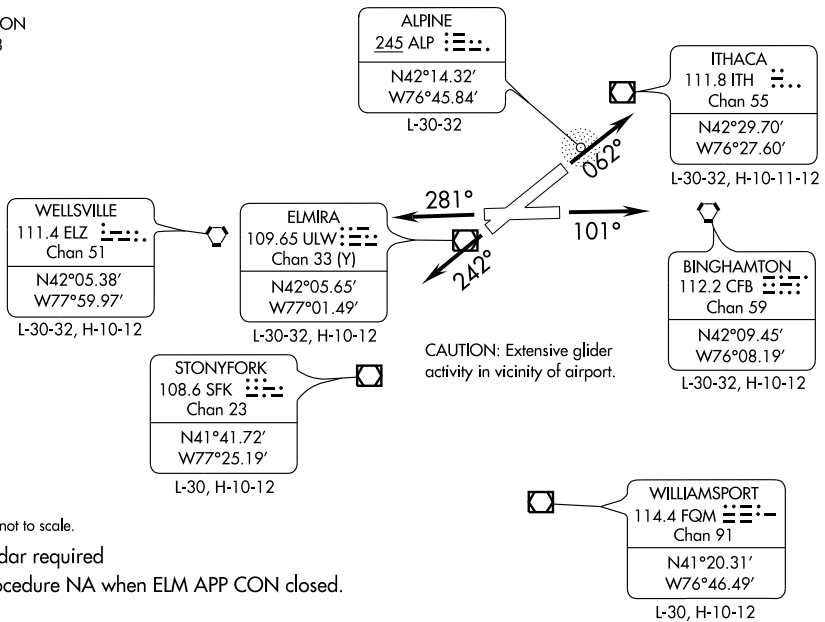 ON
ALPINE
245 ALP
N42°14.32'
W76°45.84'
L-30-32
ITHACA
111.8 ITH
Chan 55
N42°29.70'
W76°27.60'
L-30-32, H-10-11-12
062°
281°
101°
242°
WELLSVILLE
111.4 ELZ
Chan 51
N42°05.38'
W77°59.97'
L-30-32, H-10-12
ELMIRA
109.65 ULW
Chan 33 (Y)
N42°05.65'
W77°01.49'
L-30-32, H-10-12
BINGHAMTON
112.2 CFB
Chan 59
N42°09.45'
W76°08.19'
L-30-32, H-10-12
CAUTION: Extensive glider
activity in vicinity of airport.
STONYFORK
108.6 SFK
Chan 23
N41°41.72'
W77°25.19'
L-30, H-10-12
WILLIAMSPORT
114.4 FQM
Chan 91
N41°20.31'
W76°46.49'
L-30, H-10-12
not to scale.
dar required
ocedure NA when ELM APP CON closed.